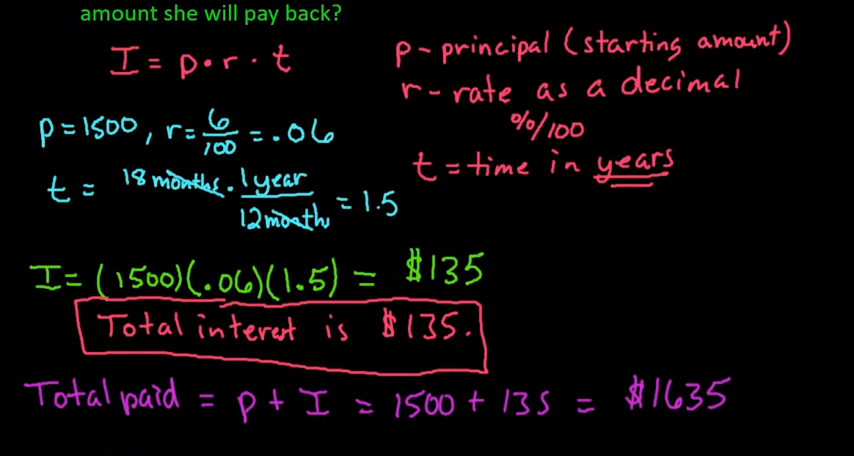 amount she will pay back?
I = p • r • t
p - principal (starting amount)
r - rate as a decimal
%/100
t = time in years
p = 1500, r = 6/100 = .06
t = 18 months • 1 year / 12 month = 1.5
I = (1500)(.06)(1.5) = $135
Total interest is $135.
Total paid = p + I = 1500 + 135 = $1635